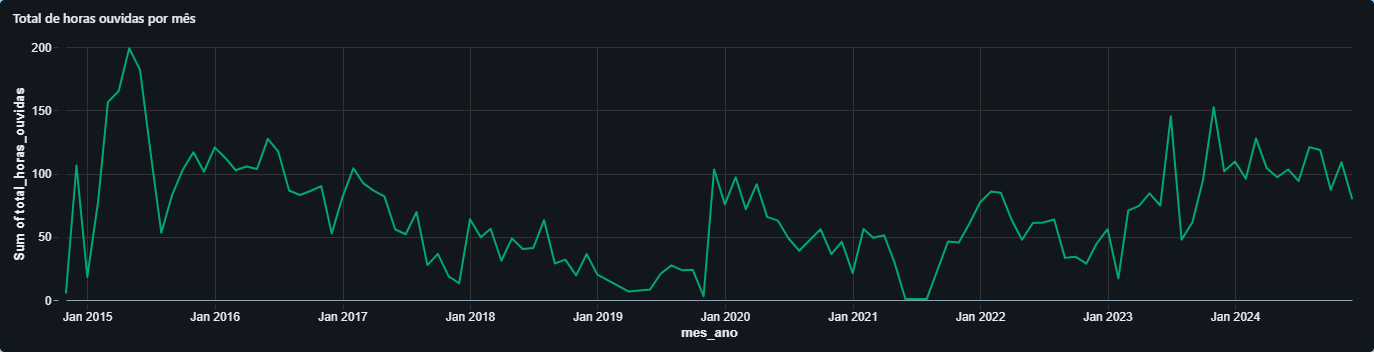 Total de horas ouvidas por mês
Sum of total_horas_ouvidas
200
150
100
50
0
Jan 2015
Jan 2016
Jan 2017
Jan 2018
Jan 2019
Jan 2020
Jan 2021
Jan 2022
Jan 2023
Jan 2024
mes_ano